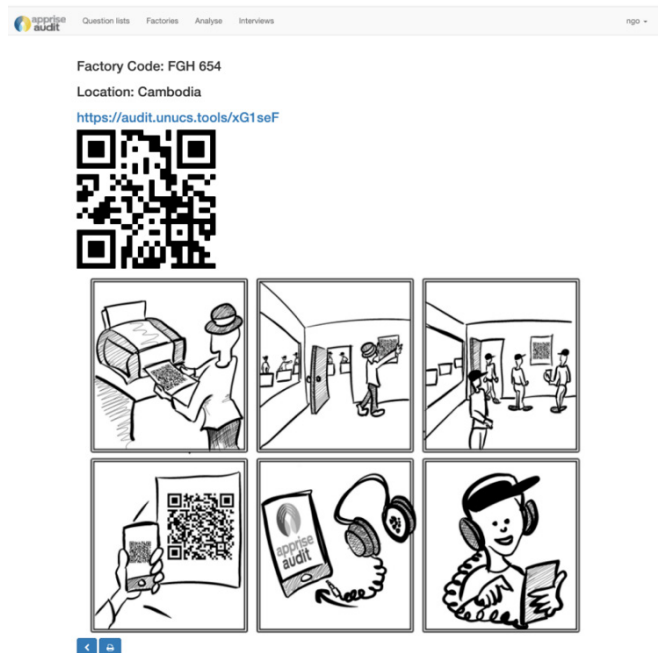 apprise
audit
Question lists Factories Analyse Interviews ngo
Factory Code: FGH 654
Location: Cambodia
https://audit.unucs.tools/xG1seF
apprise
audit